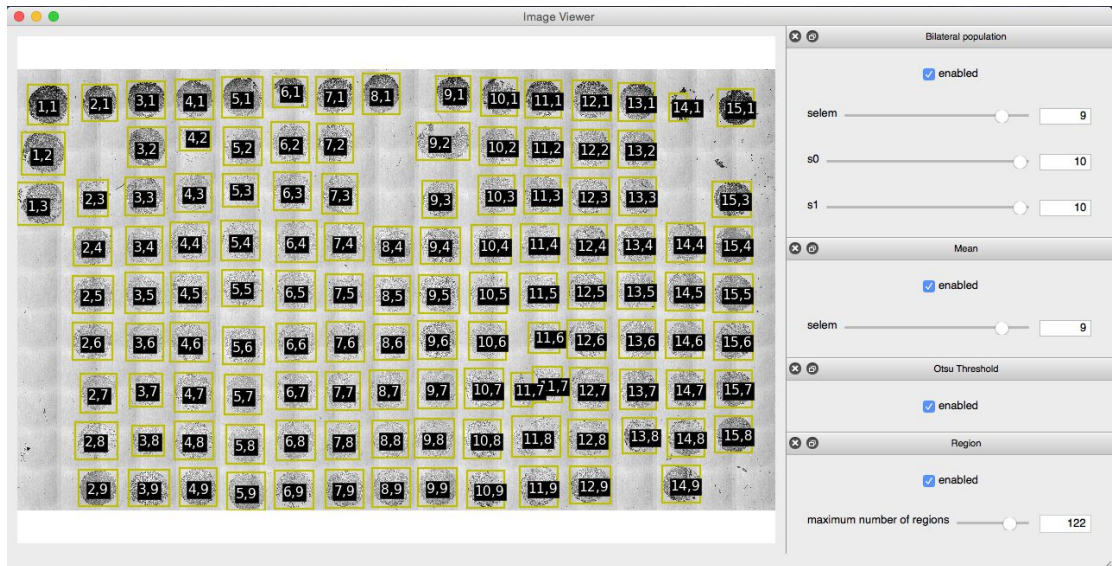 Image Viewer
1,1 2,1 3,1 4,1 5,1 6,1 7,1 8,1 9,1 10,1 11,1 12,1 13,1 14,1 15,1
1,2 3,2 4,2 5,2 6,2 7,2 9,2 10,2 11,2 12,2 13,2
1,3 2,3 3,3 4,3 5,3 6,3 7,3 9,3 10,3 11,3 12,3 13,3 15,3
2,4 3,4 4,4 5,4 6,4 7,4 8,4 9,4 10,4 11,4 12,4 13,4 14,4 15,4
2,5 3,5 4,5 5,5 6,5 7,5 8,5 9,5 10,5 11,5 12,5 13,5 14,5 15,5
2,6 3,6 4,6 5,6 6,6 7,6 8,6 9,6 10,6 11,6 12,6 13,6 14,6 15,6
2,7 3,7 4,7 5,7 6,7 7,7 8,7 9,7 10,7 11,7 11,7 12,7 13,7 14,7 15,7
2,8 3,8 4,8 5,8 6,8 7,8 8,8 9,8 10,8 11,8 12,8 13,8 14,8 15,8
2,9 3,9 4,9 5,9 6,9 7,9 8,9 9,9 10,9 11,9 12,9 14,9
Bilateral population
enabled
selem 9
s0 10
s1 10
Mean
enabled
selem 9
Otsu Threshold
enabled
Region
enabled
maximum number of regions 122